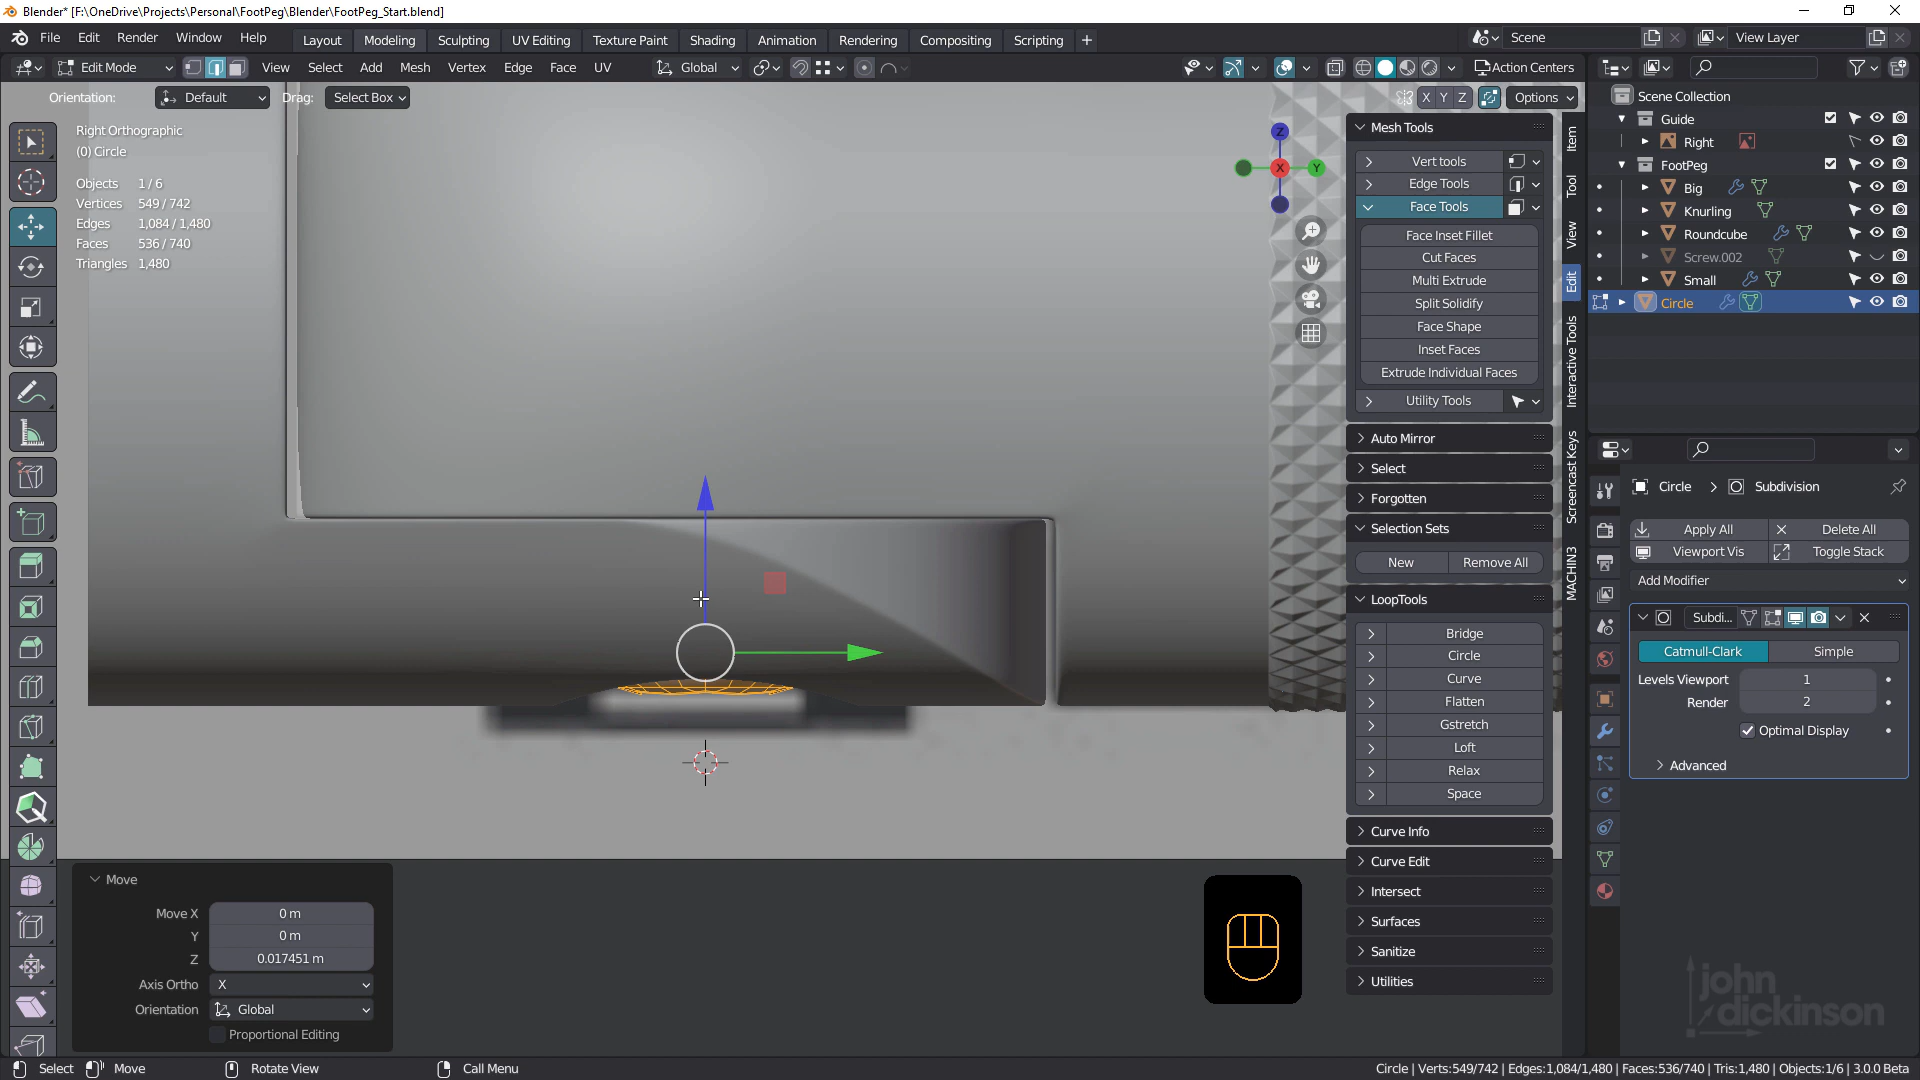 Blender* [F:\OneDrive\Projects\Personal\FootPeg\Blender\FootPeg_Start.blend]
File Edit Render Window Help
Layout Modeling Sculpting UV Editing Texture Paint Shading Animation Rendering Compositing Scripting +
Scene
View Layer
Edit Mode View Select Add Mesh Vertex Edge Face UV
Global
Action Centers
Orientation: Default Drag: Select Box
X Y Z Options
Right Orthographic
(0) Circle
Objects 1 / 6
Vertices 549 / 742
Edges 1,084 / 1,480
Faces 536 / 740
Triangles 1,480
Z
X
Y
Mesh Tools
Vert tools
Edge Tools
Face Tools
Face Inset Fillet
Cut Faces
Multi Extrude
Split Solidify
Face Shape
Inset Faces
Extrude Individual Faces
Utility Tools
Auto Mirror
Select
Forgotten
Selection Sets
New Remove All
LoopTools
Bridge
Circle
Curve
Flatten
Gstretch
Loft
Relax
Space
Curve Info
Curve Edit
Intersect
Surfaces
Sanitize
Utilities
Item
Tool
View
Edit
Interactive Tools
Screencast Keys
MACHIN3
Scene Collection
Guide
Right
FootPeg
Big
Knurling
Roundcube
Screw.002
Small
Circle
Circle > Subdivision
Apply All Delete All
Viewport Vis Toggle Stack
Add Modifier
Subdi...
Catmull-Clark Simple
Levels Viewport 1
Render 2
Optimal Display
Advanced
Move
Move X 0 m
Y 0 m
Z 0.017451 m
Axis Ortho X
Orientation Global
Proportional Editing
john
dickinson
Select Move Rotate View Call Menu
Circle | Verts:549/742 | Edges:1,084/1,480 | Faces:536/740 | Tris:1,480 | Objects:1/6 | 3.0.0 Beta